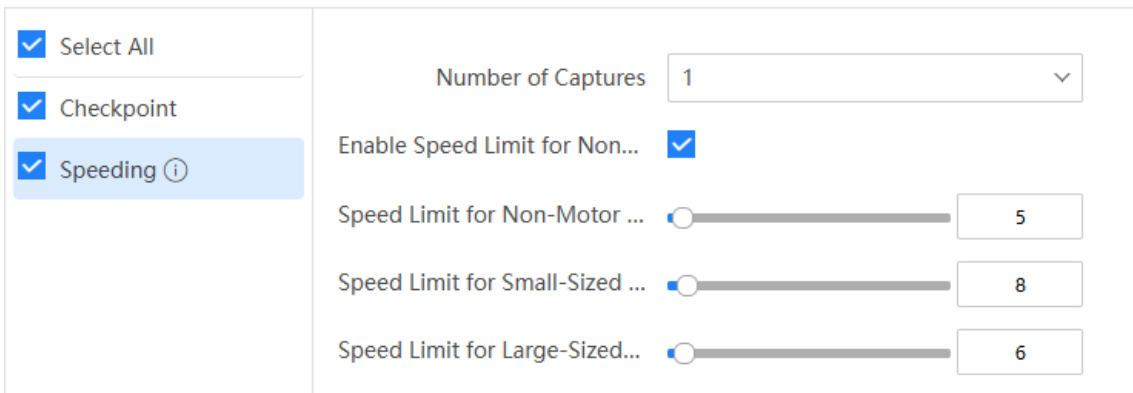 Select All
Checkpoint
Speeding
Number of Captures 1
Enable Speed Limit for Non...
Speed Limit for Non-Motor ... 5
Speed Limit for Small-Sized ... 8
Speed Limit for Large-Sized... 6